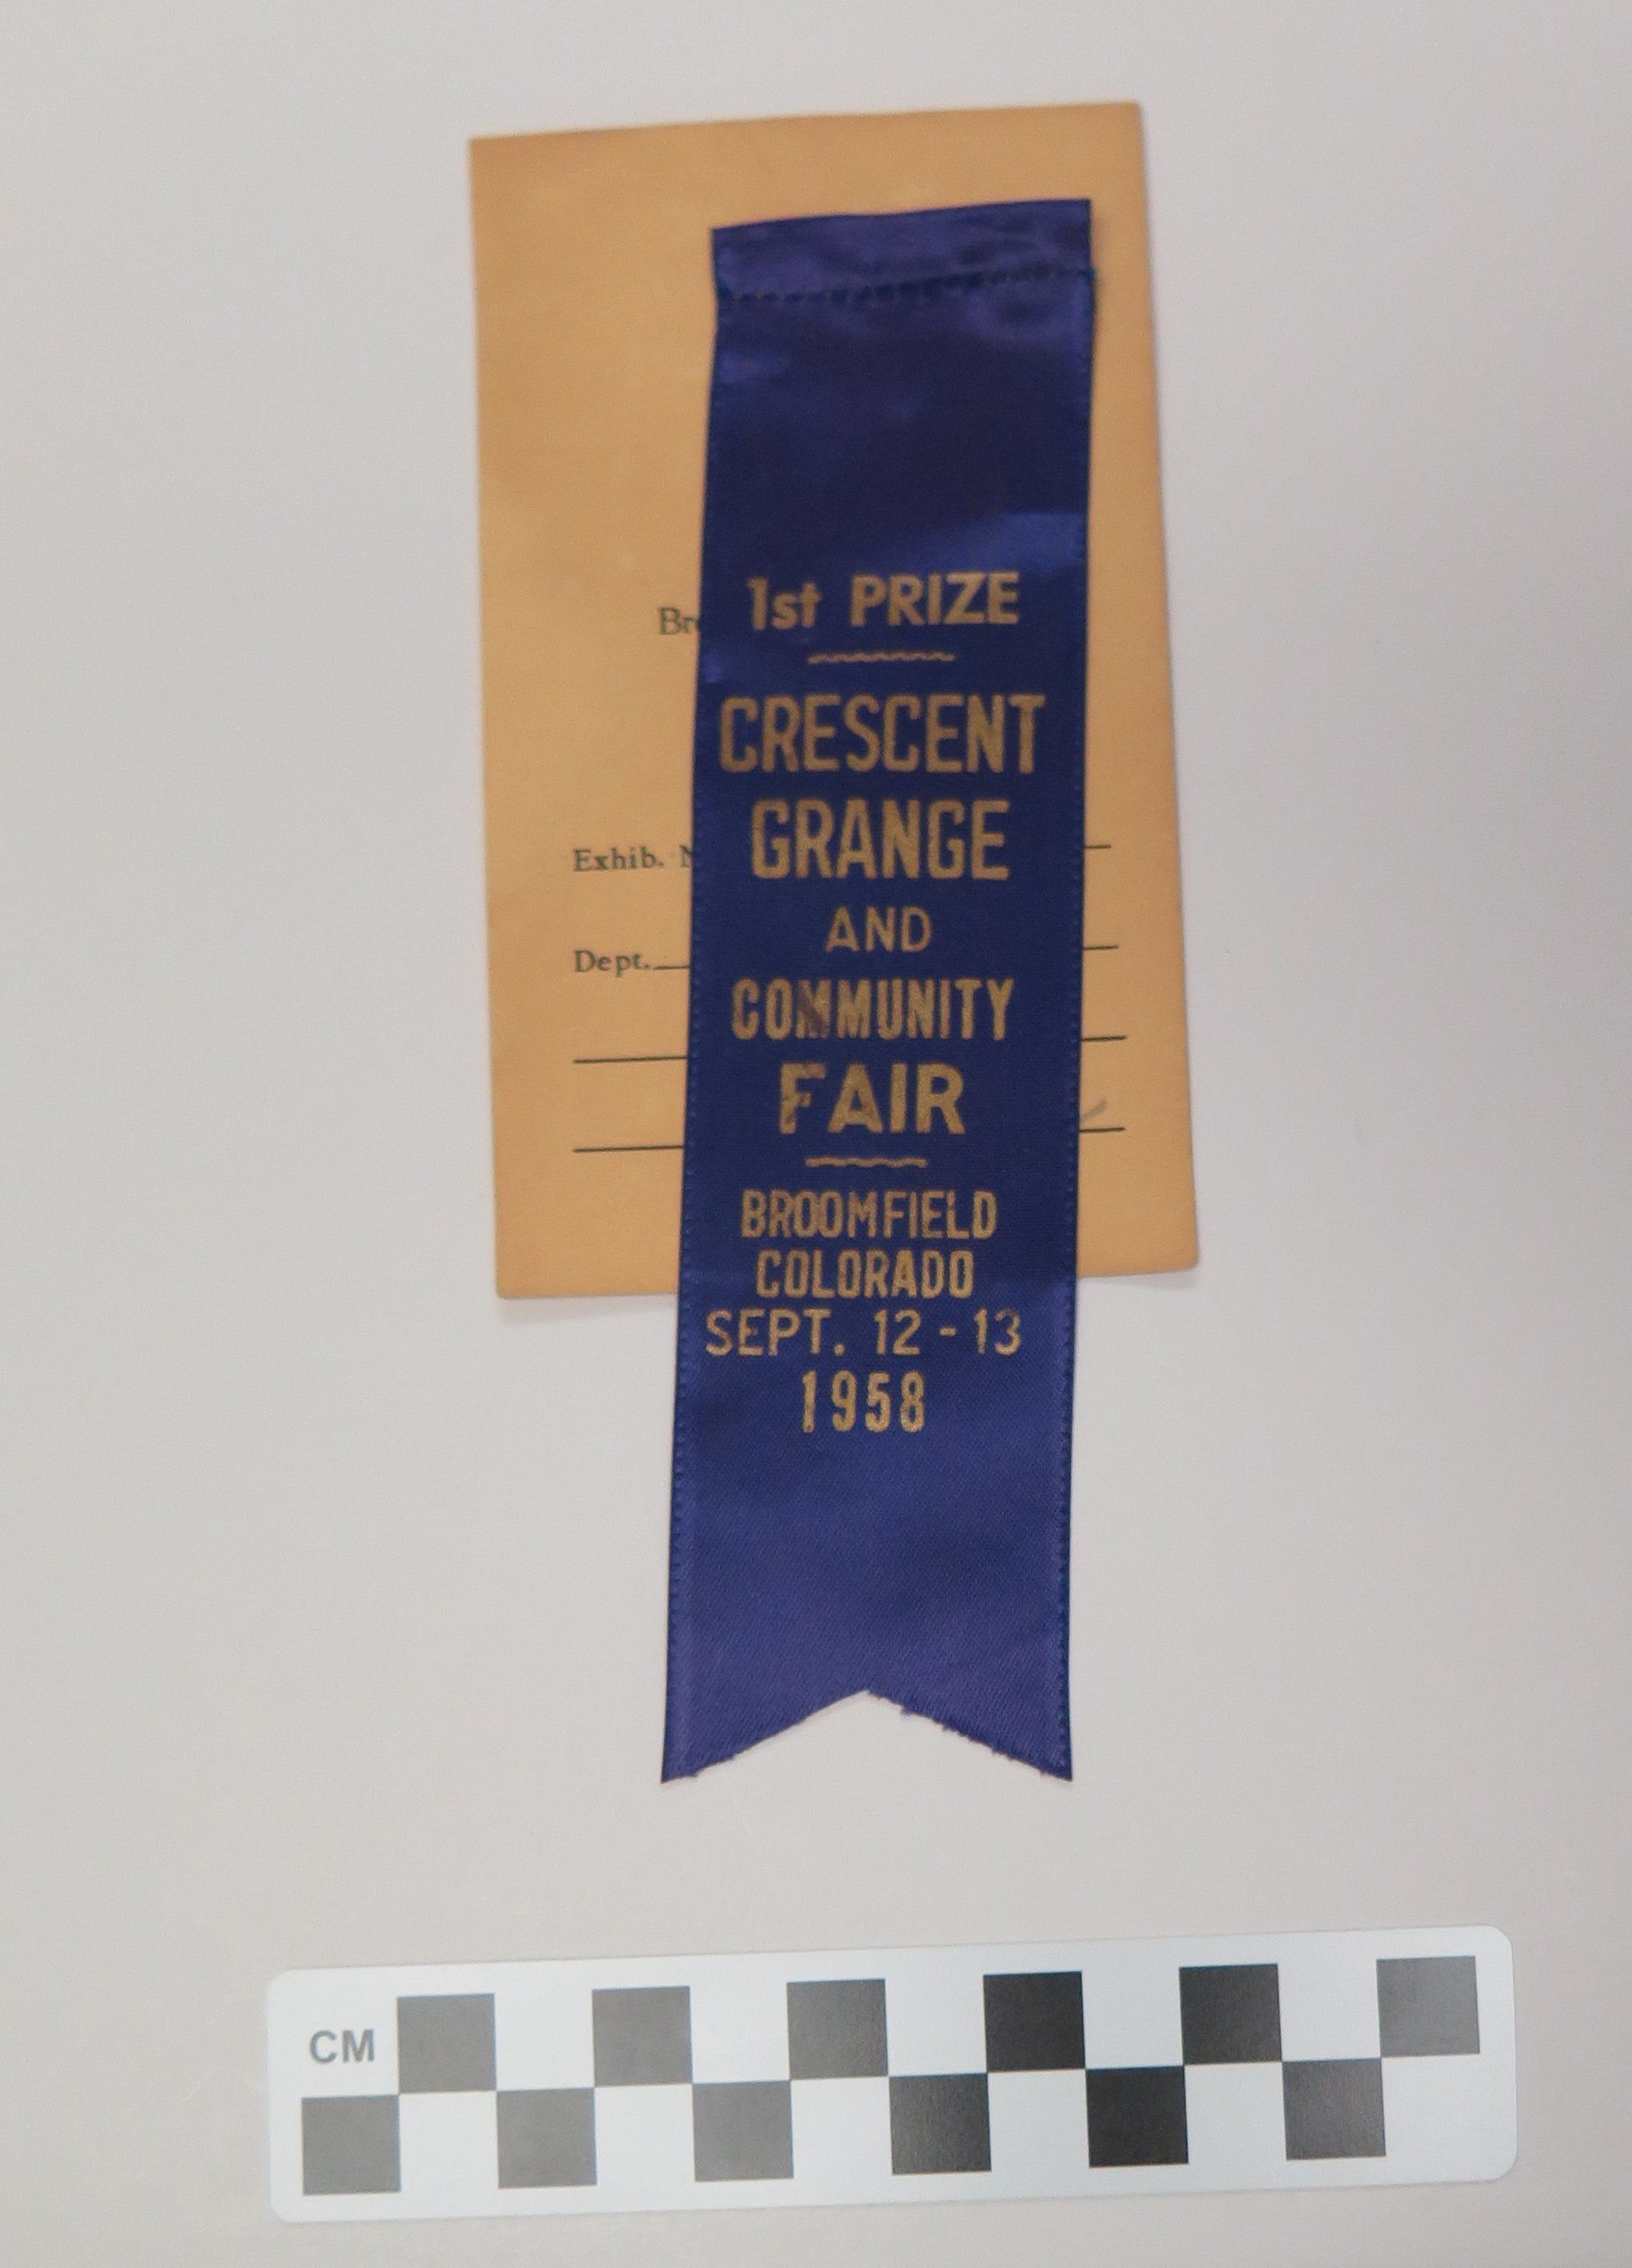 1st PRIZE
CRESCENT
GRANGE
AND
COMMUNITY
FAIR
BROOMFIELD
COLORADO
SEPT. 12 - 13
1958
Exhib.
Dept.
CM